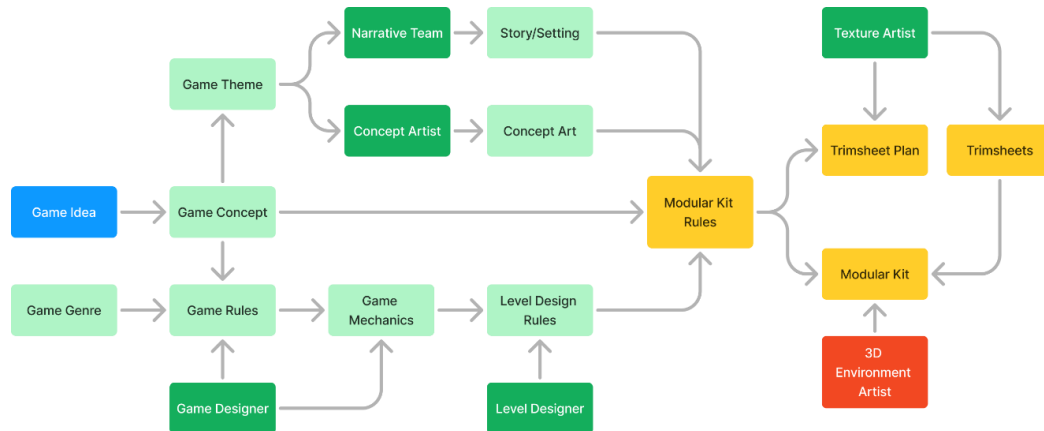 Narrative Team
Story/Setting
Texture Artist
Game Theme
Concept Artist
Concept Art
Trimsheet Plan
Trimsheets
Game Idea
Game Concept
Modular Kit
Rules
Modular Kit
Game Genre
Game Rules
Game
Mechanics
Level Design
Rules
3D
Environment
Artist
Game Designer
Level Designer